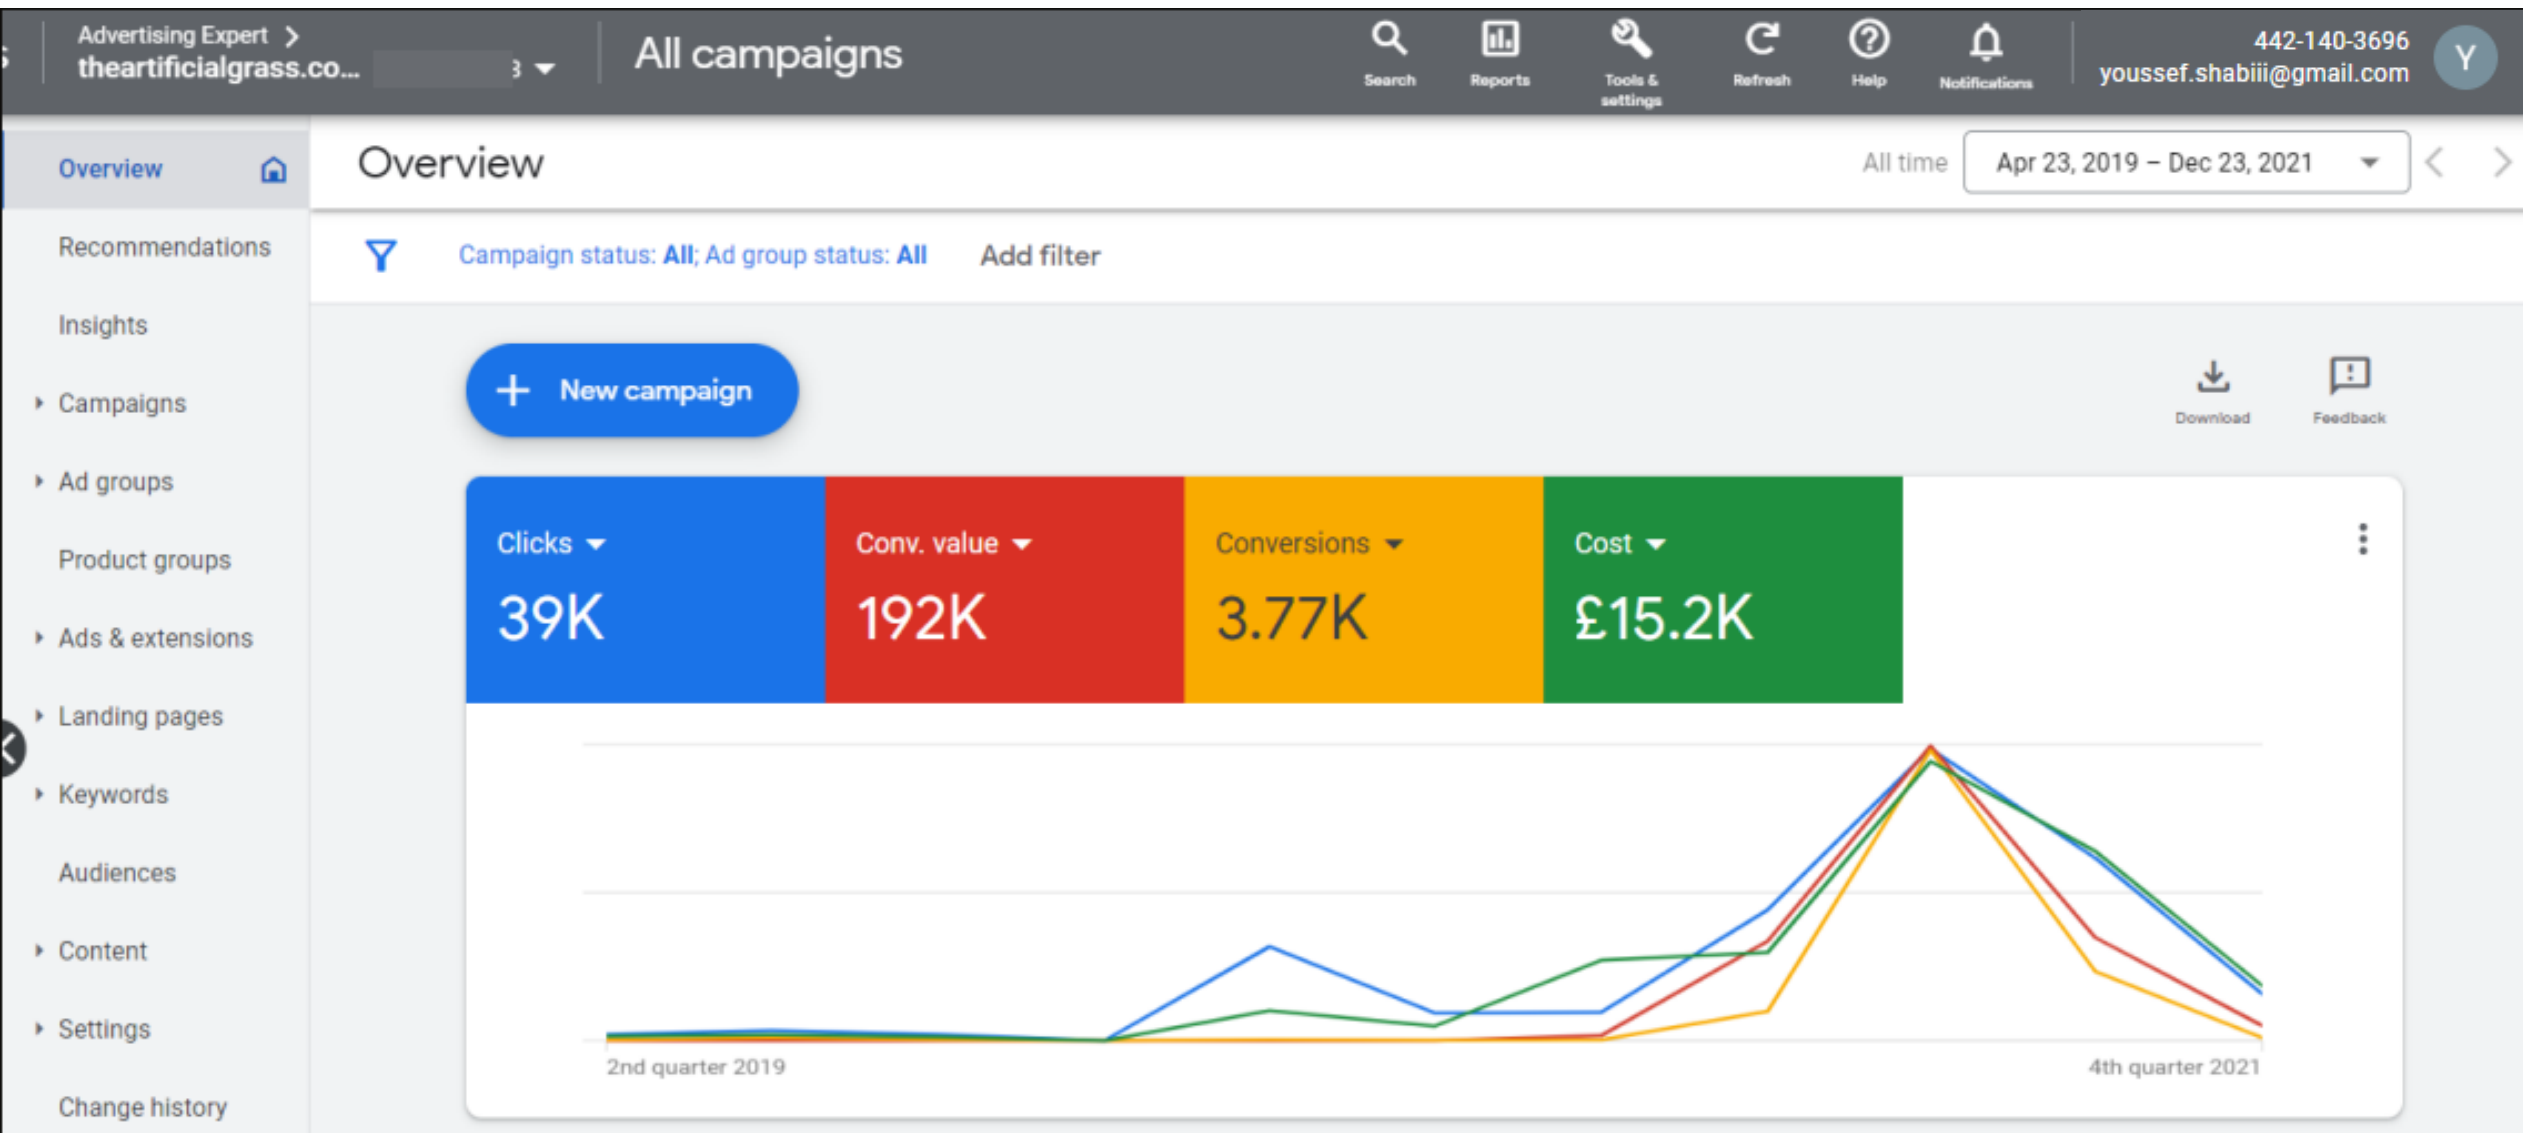 Advertising Expert
theartificialgrass.co...
All campaigns
Search
Reports
Tools &
settings
Refresh
Help
Notifications
442-140-3696
youssef.shabiii@gmail.com
Y
Overview
Recommendations
Insights
Campaigns
Ad groups
Product groups
Ads & extensions
Landing pages
Keywords
Audiences
Content
Settings
Change history
Overview
All time
Apr 23, 2019 – Dec 23, 2021
Campaign status: All; Ad group status: All
Add filter
New campaign
Download
Feedback
Clicks
39K
Conv. value
192K
Conversions
3.77K
Cost
£15.2K
2nd quarter 2019
4th quarter 2021